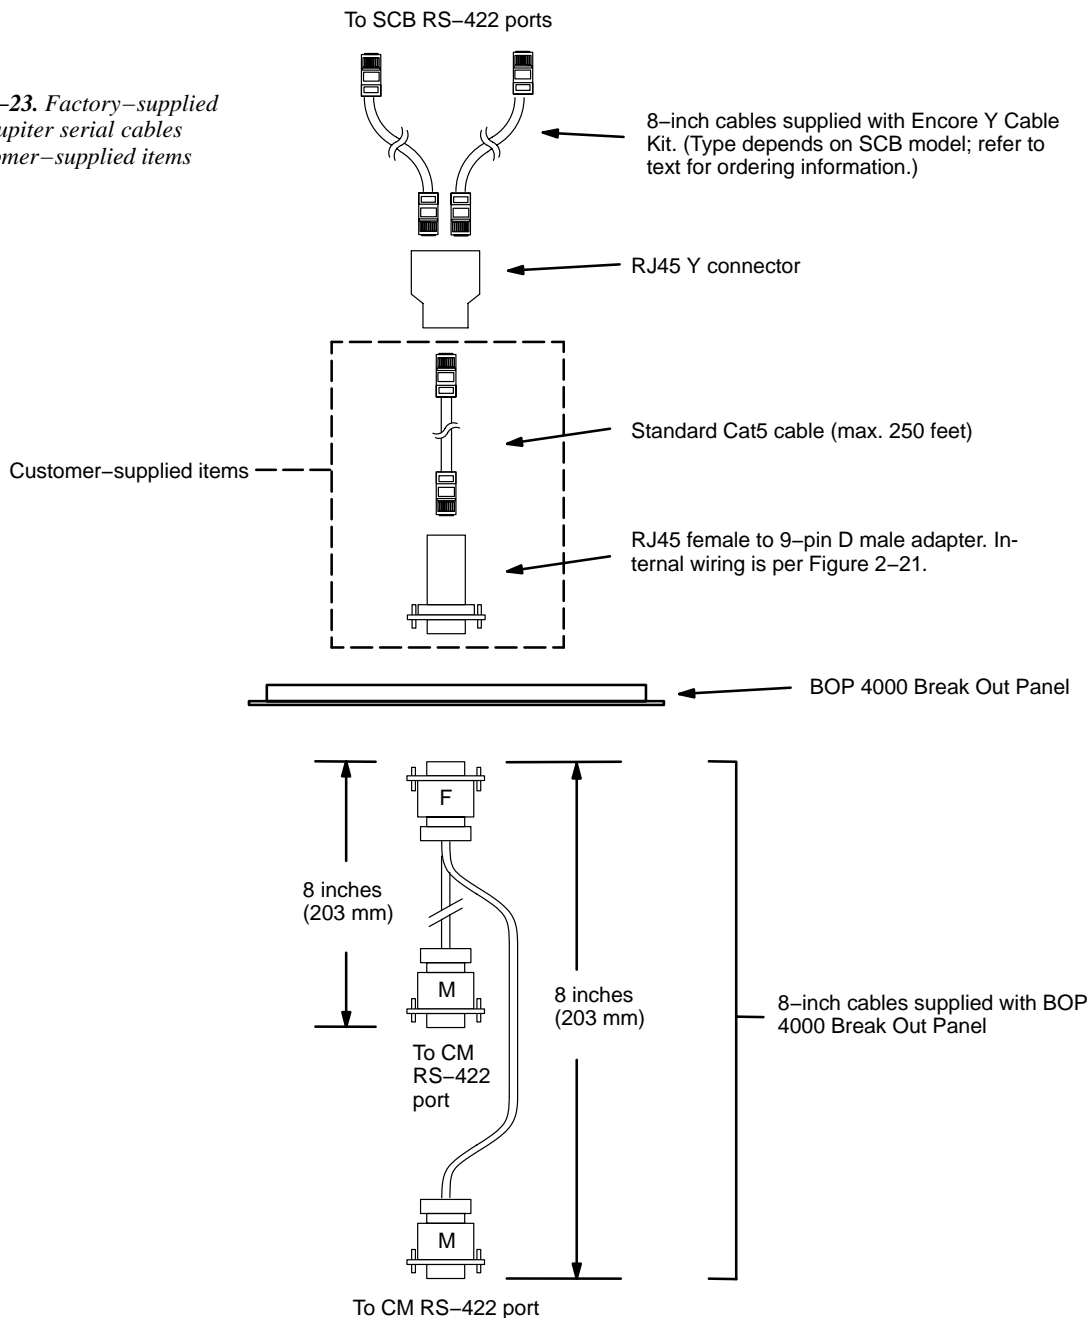 To SCB RS−422 ports
−23. Factory−supplied
upiter serial cables
omer−supplied items
8−inch cables supplied with Encore Y Cable
Kit. (Type depends on SCB model; refer to
text for ordering information.)
RJ45 Y connector
Standard Cat5 cable (max. 250 feet)
Customer−supplied items
RJ45 female to 9−pin D male adapter. In-
ternal wiring is per Figure 2−21.
BOP 4000 Break Out Panel
F
8 inches
(203 mm)
M
8 inches
(203 mm)
8−inch cables supplied with BOP
4000 Break Out Panel
To CM
RS−422
port
M
To CM RS−422 port